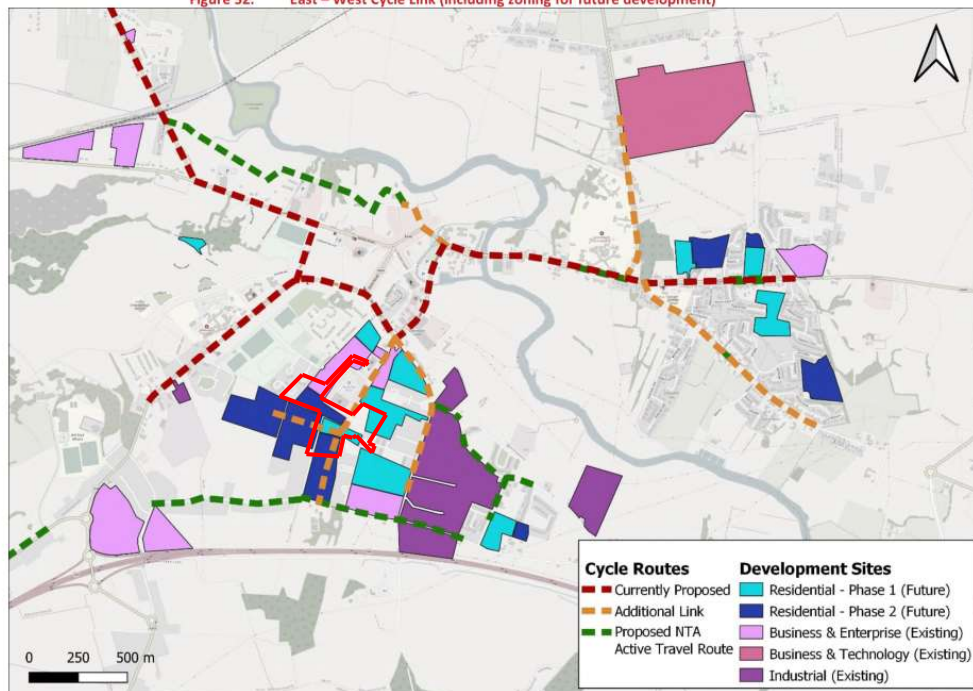 Figure 52. East – West Cycle Link (including zoning for future development)
Cycle Routes
Currently Proposed
Additional Link
Proposed NTA
Active Travel Route
Development Sites
Residential - Phase 1 (Future)
Residential - Phase 2 (Future)
Business & Enterprise (Existing)
Business & Technology (Existing)
Industrial (Existing)
0 250 500 m